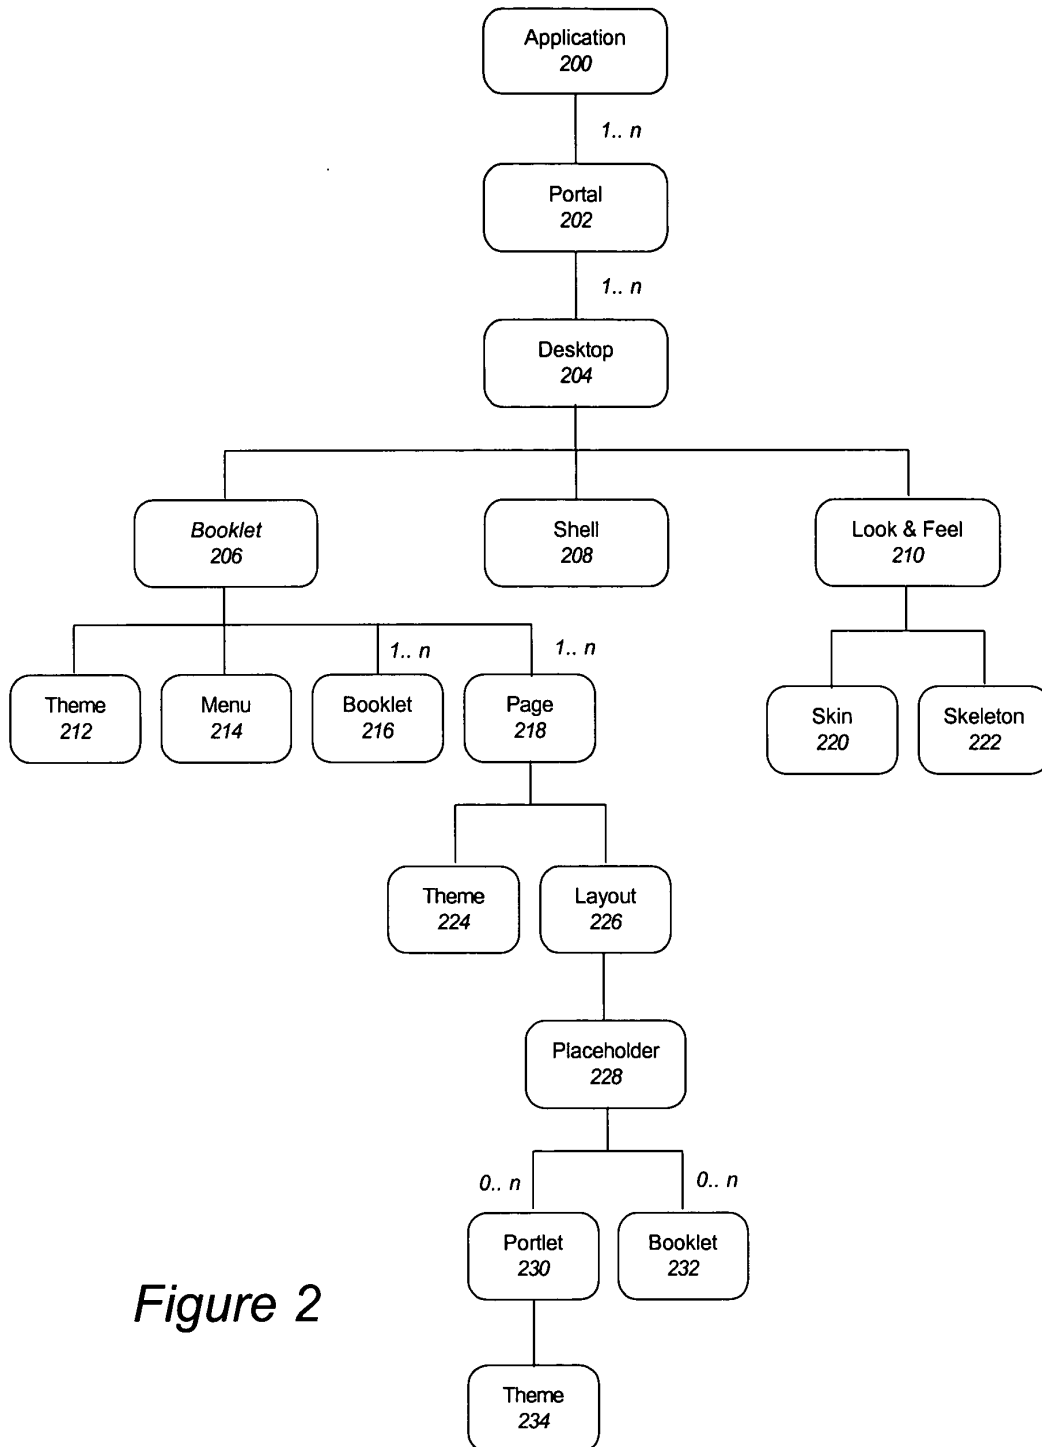 Application
200
1.. n
Portal
202
1.. n
Desktop
204
Booklet
206
Shell
208
Look & Feel
210
1.. n
1.. n
Theme
212
Menu
214
Booklet
216
Page
218
Skin
220
Skeleton
222
Theme
224
Layout
226
Placeholder
228
0.. n
0.. n
Portlet
230
Booklet
232
Figure 2
Theme
234